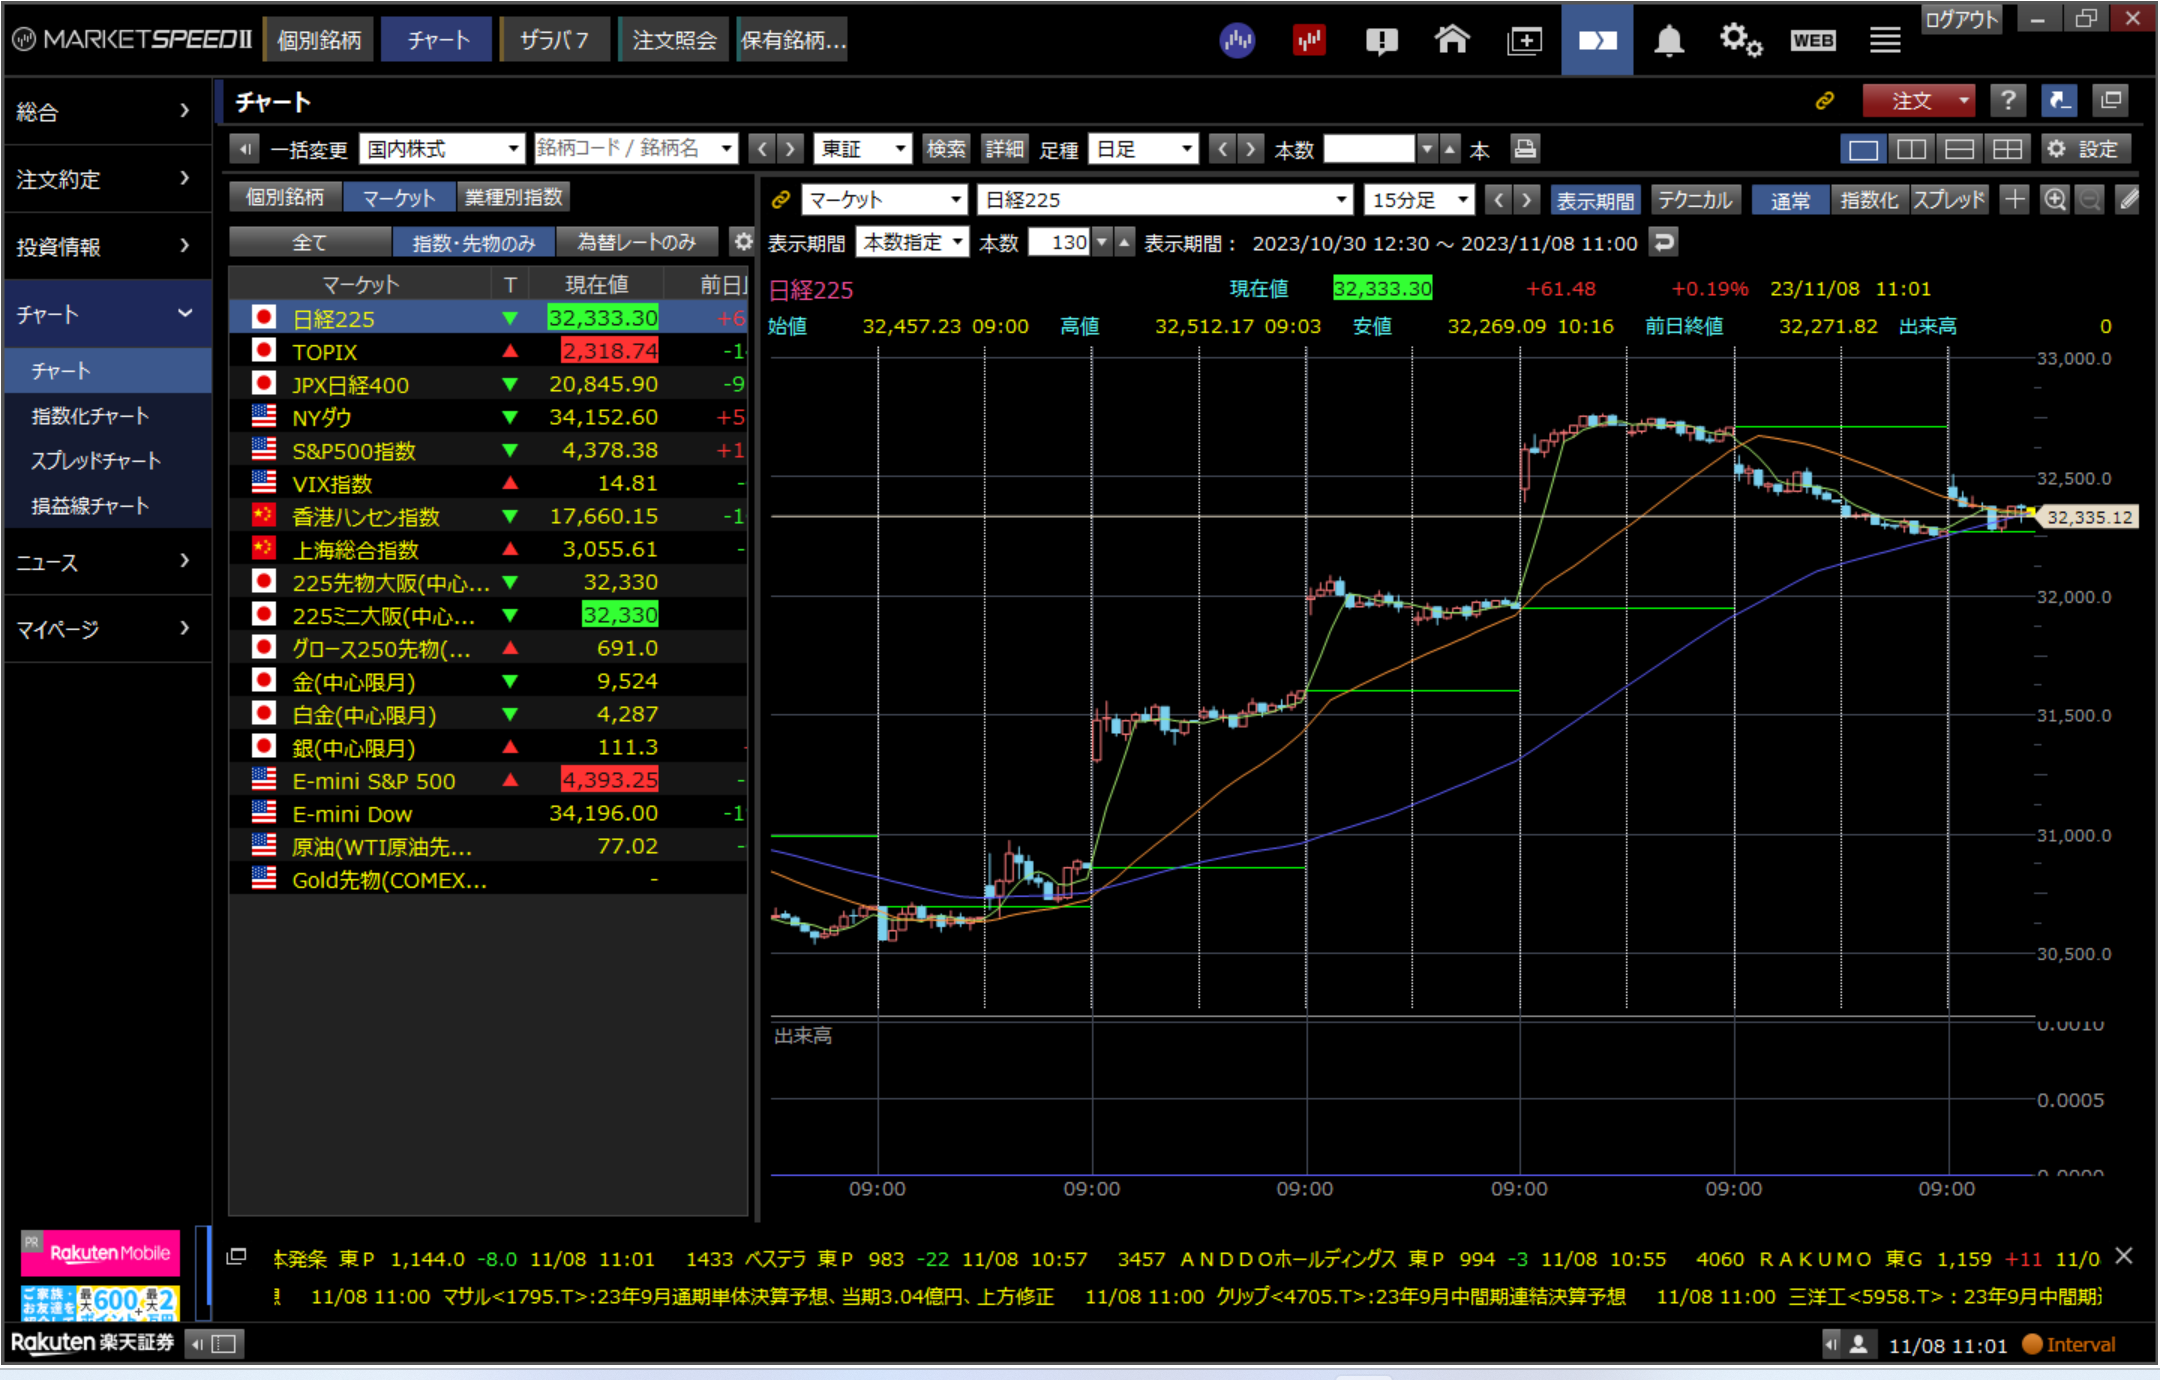 MARKETSPEEDII 個別銘柄 チャート ザラバ7 注文照会 保有銘柄... WEB ログアウト
総合
注文約定
投資情報
チャート
チャート
指数化チャート
スプレッドチャート
損益線チャート
ニュース
マイページ
チャート 注文 ?
一括変更 国内株式 銘柄コード / 銘柄名 東証 検索 詳細 足種 日足 本数 本 設定
個別銘柄 マーケット 業種別指数
全て 指数・先物のみ 為替レートのみ
マーケット T 現在値 前日
日経225 ▼ 32,333.30 +6
TOPIX ▲ 2,318.74 -1
JPX日経400 ▼ 20,845.90 -9
NYダウ ▼ 34,152.60 +5
S&P500指数 ▼ 4,378.38 +1
VIX指数 ▲ 14.81 -
香港ハンセン指数 ▼ 17,660.15 -1
上海総合指数 ▲ 3,055.61 -
225先物大阪(中心... ▼ 32,330
225ミニ大阪(中心... ▼ 32,330
グロース250先物(... ▲ 691.0
金(中心限月) ▼ 9,524
白金(中心限月) ▼ 4,287
銀(中心限月) ▲ 111.3 -
E-mini S&P 500 ▲ 4,393.25 -
E-mini Dow 34,196.00 -1
原油(WTI原油先... 77.02 -
Gold先物(COMEX... -
マーケット 日経225 15分足 表示期間 テクニカル 通常 指数化 スプレッド
表示期間 本数指定 本数 130 表示期間： 2023/10/30 12:30 ～ 2023/11/08 11:00
日経225 現在値 32,333.30 +61.48 +0.19% 23/11/08 11:01
始値 32,457.23 09:00 高値 32,512.17 09:03 安値 32,269.09 10:16 前日終値 32,271.82 出来高 0
33,000.0
32,500.0
32,335.12
32,000.0
31,500.0
31,000.0
30,500.0
出来高
0.0010
0.0005
0.0000
09:00 09:00 09:00 09:00 09:00 09:00
PR Rakuten Mobile
ご家族・お友達を 最大600 ポイント + 最大2万円
本発条 東P 1,144.0 -8.0 11/08 11:01 1433 ベステラ 東P 983 -22 11/08 10:57 3457 ANDDOホールディングス 東P 994 -3 11/08 10:55 4060 RAKUMO 東G 1,159 +11 11/0
11/08 11:00 マサル<1795.T>:23年9月通期単体決算予想、当期3.04億円、上方修正 11/08 11:00 クリップ<4705.T>:23年9月中間期連結決算予想 11/08 11:00 三洋工<5958.T>：23年9月中間期
Rakuten 楽天証券 11/08 11:01 Interval